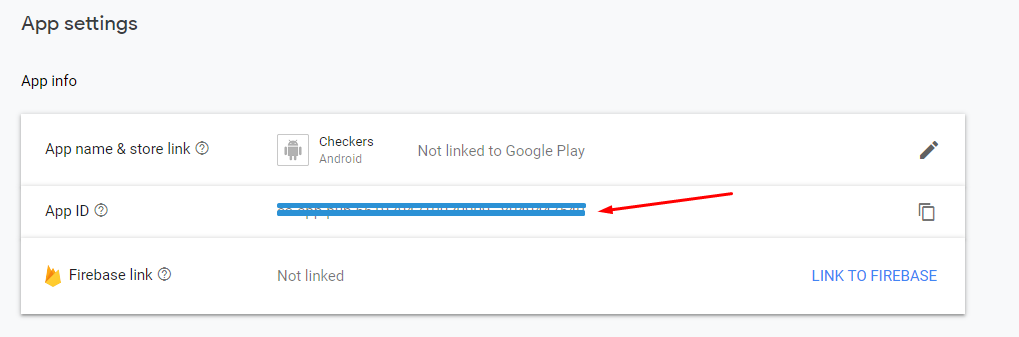 App settings
App info
App name & store link
Checkers
Android
Not linked to Google Play
App ID
Firebase link
Not linked
LINK TO FIREBASE